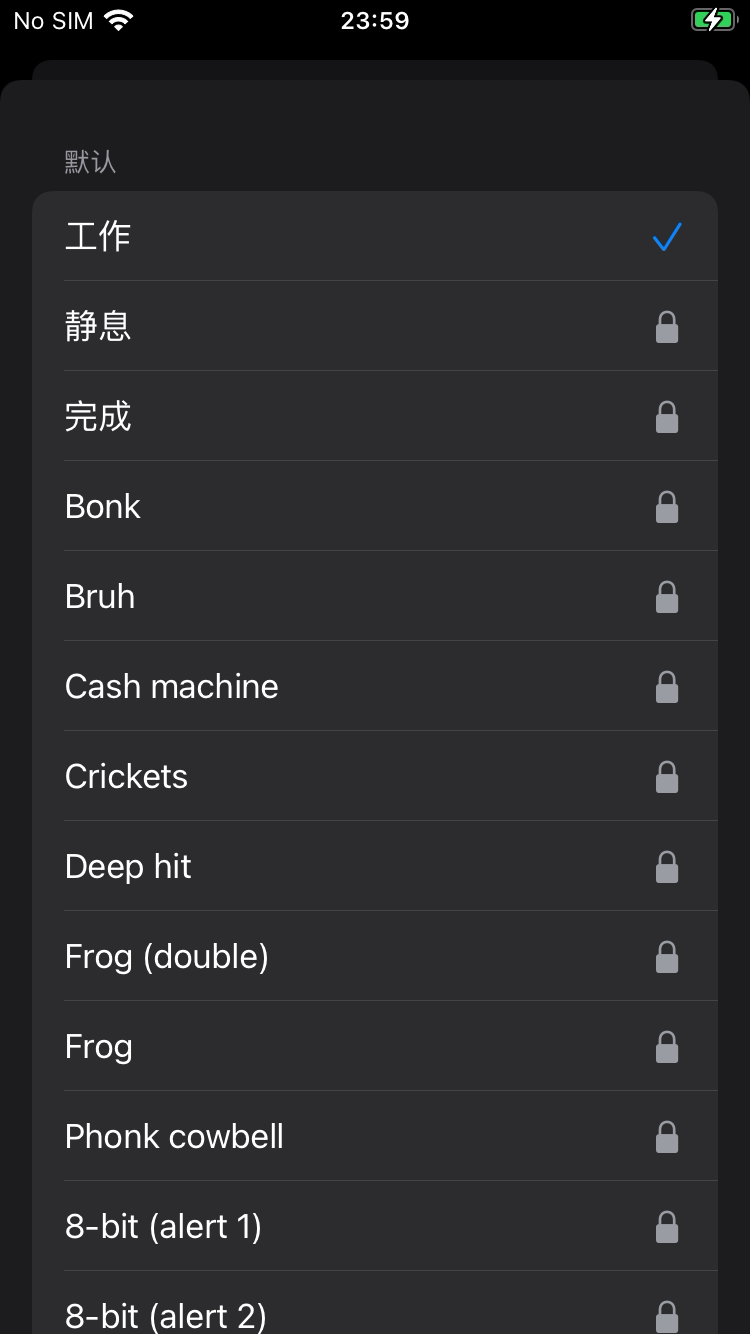 No SIM 23:59
默认
工作
静息
完成
Bonk
Bruh
Cash machine
Crickets
Deep hit
Frog (double)
Frog
Phonk cowbell
8-bit (alert 1)
8-bit (alert 2)